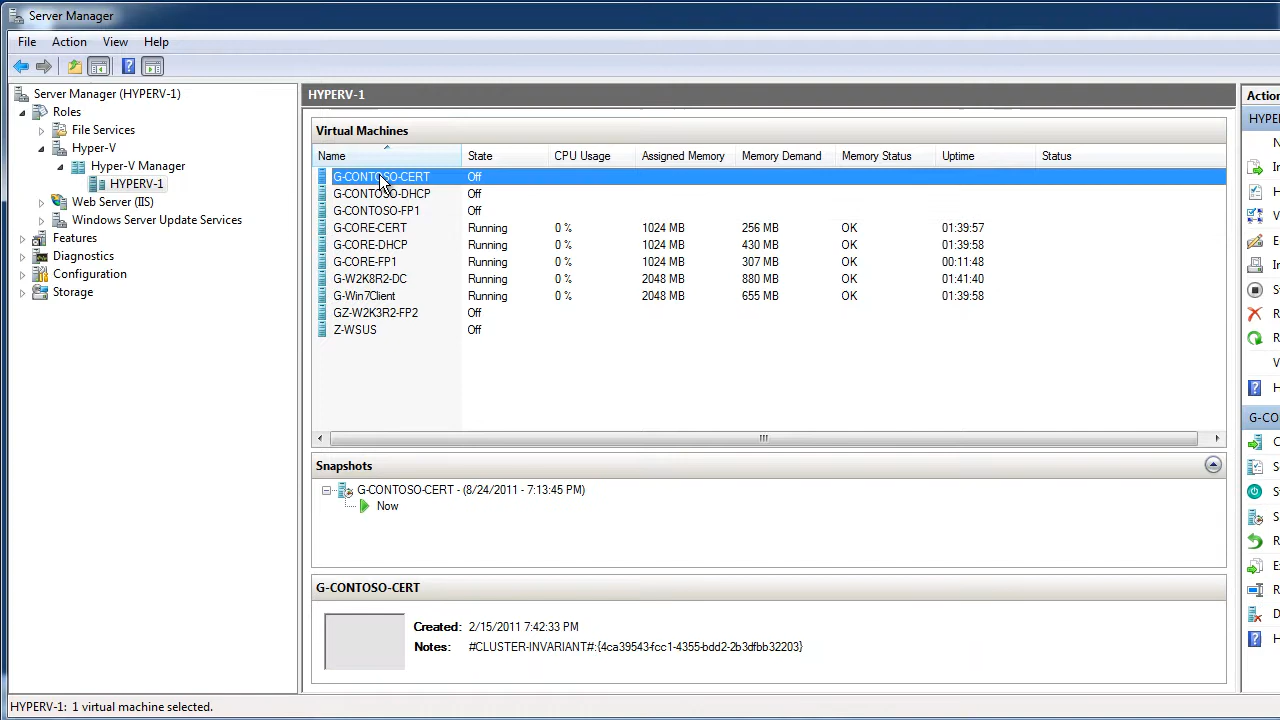 Server Manager
File Action View Help
Server Manager (HYPERV-1)
Roles
File Services
Hyper-V
Hyper-V Manager
HYPERV-1
Web Server (IIS)
Windows Server Update Services
Features
Diagnostics
Configuration
Storage
HYPERV-1
Virtual Machines
Name State CPU Usage Assigned Memory Memory Demand Memory Status Uptime Status
G-CONTOSO-CERT Off
G-CONTOSO-DHCP Off
G-CONTOSO-FP1 Off
G-CORE-CERT Running 0 % 1024 MB 256 MB OK 01:39:57
G-CORE-DHCP Running 0 % 1024 MB 430 MB OK 01:39:58
G-CORE-FP1 Running 0 % 1024 MB 307 MB OK 00:11:48
G-W2K8R2-DC Running 0 % 2048 MB 880 MB OK 01:41:40
G-Win7Client Running 0 % 2048 MB 655 MB OK 01:39:58
GZ-W2K3R2-FP2 Off
Z-WSUS Off
Snapshots
G-CONTOSO-CERT - (8/24/2011 - 7:13:45 PM)
Now
G-CONTOSO-CERT
Created: 2/15/2011 7:42:33 PM
Notes: #CLUSTER-INVARIANT#:{4ca39543-fcc1-4355-bdd2-2b3dfbb32203}
Action
HYPE
N
In
H
V
E
In
S
R
R
V
H
G-CO
C
S
S
S
R
E
R
D
H
HYPERV-1: 1 virtual machine selected.